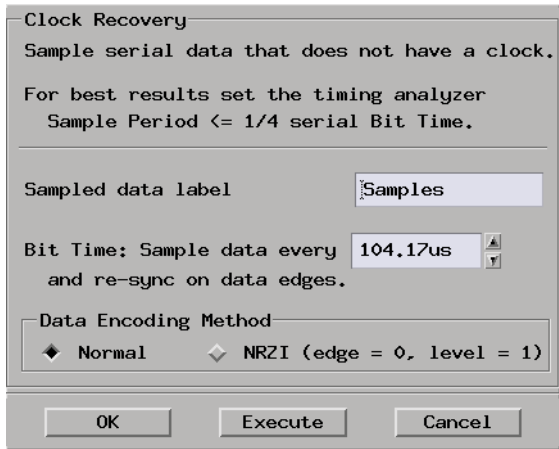 Clock Recovery
Sample serial data that does not have a clock.
For best results set the timing analyzer
Sample Period <= 1/4 serial Bit Time.
Sampled data label Samples
Bit Time: Sample data every 104.17us
and re-sync on data edges.
Data Encoding Method
Normal NRZI (edge = 0, level = 1)
OK Execute Cancel